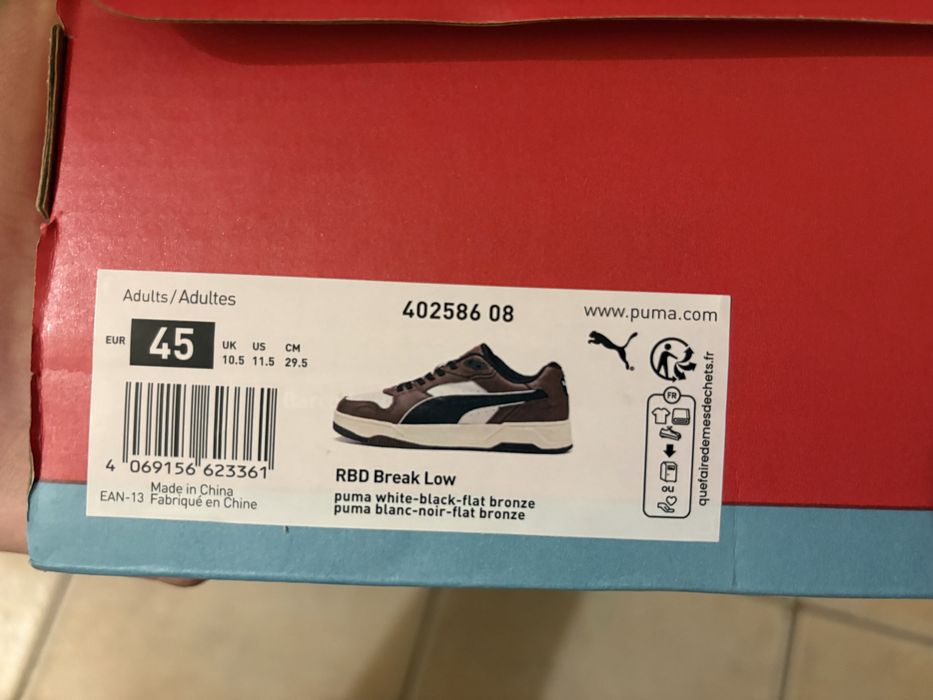 Adults/Adultes
402586 08
www.puma.com
EUR 45
UK US CM
10.5 11.5 29.5
4 069156 623361
EAN-13 Made in China
Fabriqué en Chine
RBD Break Low
puma white-black-flat bronze
puma blanc-noir-flat bronze
FR
OU
quefairedemesdechets.fr